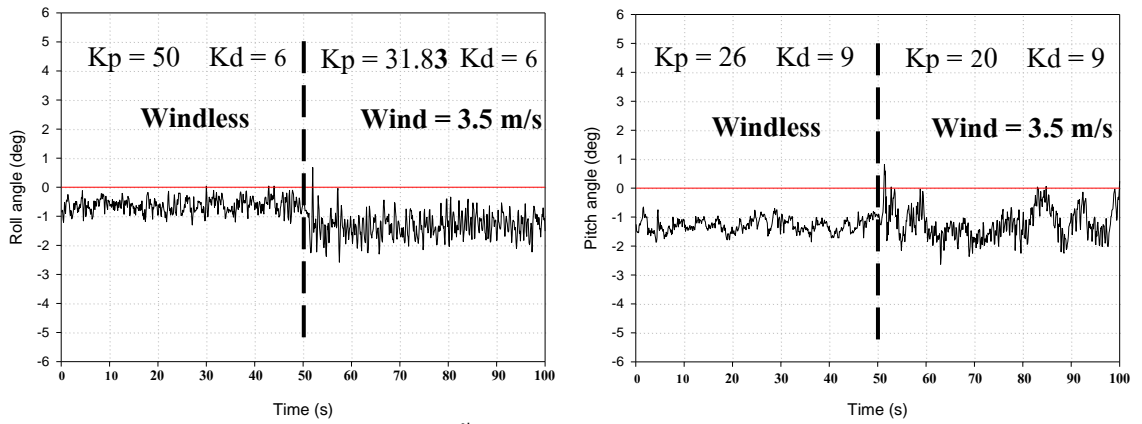 6
5
4
3
2
1
0
-1
-2
-3
-4
-5
-6
Roll angle (deg)
Kp = 50 Kd = 6
Kp = 31.83 Kd = 6
Windless
Wind = 3.5 m/s
0 10 20 30 40 50 60 70 80 90 100
Time (s)
6
5
4
3
2
1
0
-1
-2
-3
-4
-5
-6
Pitch angle (deg)
Kp = 26 Kd = 9
Kp = 20 Kd = 9
Windless
Wind = 3.5 m/s
0 10 20 30 40 50 60 70 80 90 100
Time (s)